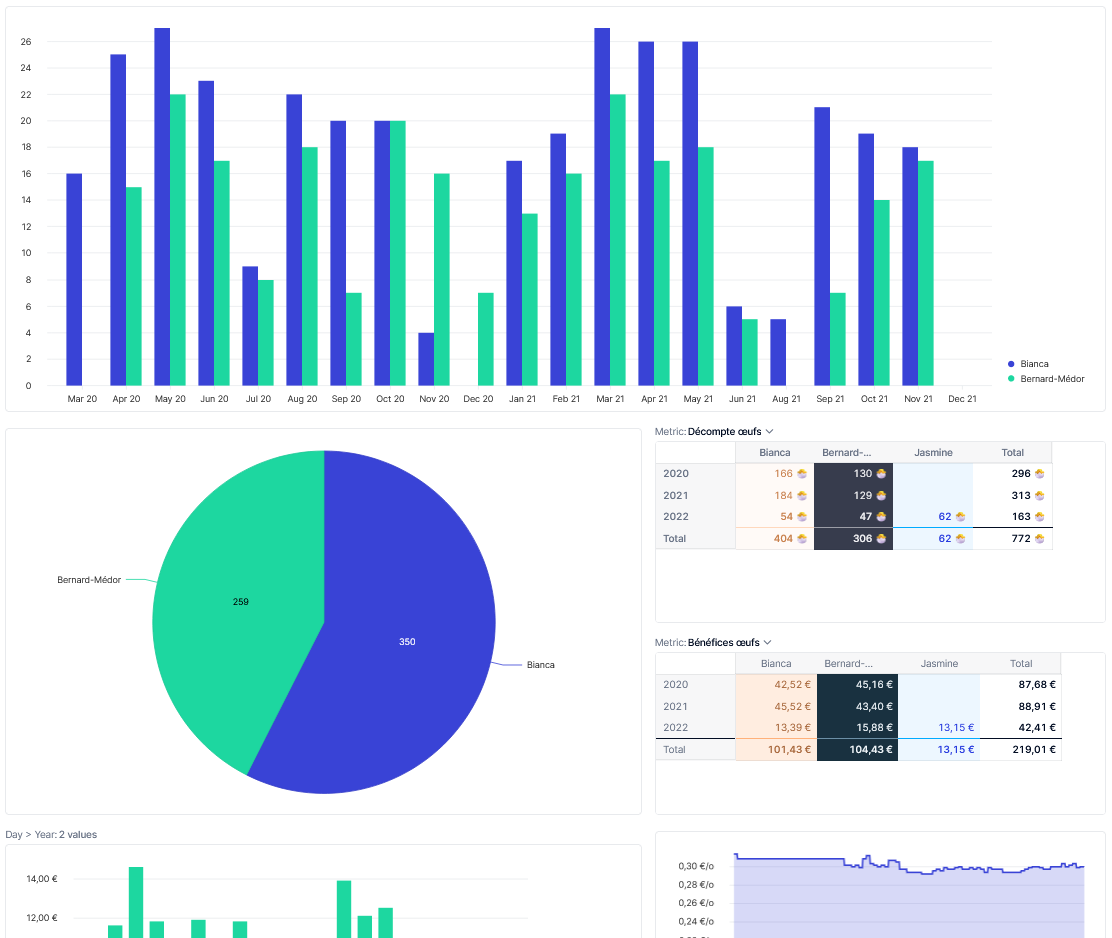 26
24
22
20
18
16
14
12
10
8
6
4
2
0
Mar 20 Apr 20 May 20 Jun 20 Jul 20 Aug 20 Sep 20 Oct 20 Nov 20 Dec 20 Jan 21 Feb 21 Mar 21 Apr 21 May 21 Jun 21 Aug 21 Sep 21 Oct 21 Nov 21 Dec 21
Bianca
Bernard-Médor
Bernard-Médor
259
350
Bianca
Metric: Décompte œufs
Bianca Bernard-... Jasmine Total
2020 166 130 296
2021 184 129 313
2022 54 47 62 163
Total 404 306 62 772
Metric: Bénéfices œufs
Bianca Bernard-... Jasmine Total
2020 42,52 € 45,16 € 87,68 €
2021 45,52 € 43,40 € 88,91 €
2022 13,39 € 15,88 € 13,15 € 42,41 €
Total 101,43 € 104,43 € 13,15 € 219,01 €
Day > Year: 2 values
14,00 €
12,00 €
0,30 €/o
0,28 €/o
0,26 €/o
0,24 €/o